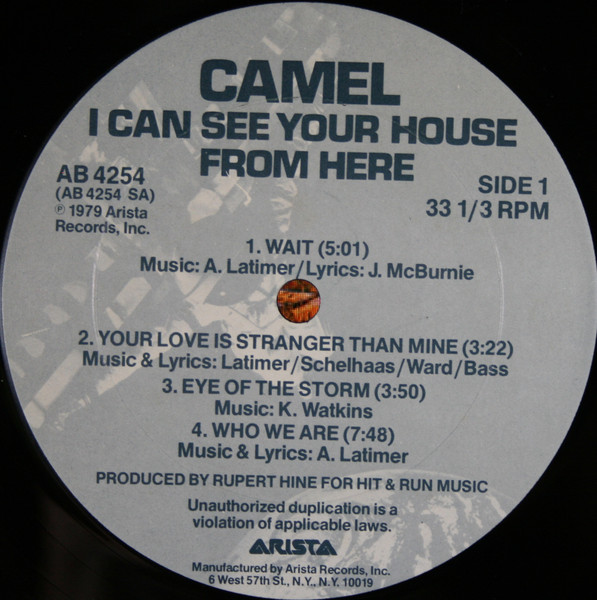 CAMEL
I CAN SEE YOUR HOUSE
FROM HERE
AB 4254
(AB 4254 SA)
℗ 1979 Arista
Records, Inc.
SIDE 1
33 1/3 RPM
1. WAIT (5:01)
Music: A. Latimer/Lyrics: J. McBurnie
2. YOUR LOVE IS STRANGER THAN MINE (3:22)
Music & Lyrics: Latimer/Schelhaas/Ward/Bass
3. EYE OF THE STORM (3:50)
Music: K. Watkins
4. WHO WE ARE (7:48)
Music & Lyrics: A. Latimer
PRODUCED BY RUPERT HINE FOR HIT & RUN MUSIC
Unauthorized duplication is a
violation of applicable laws.
ARISTA
Manufactured by Arista Records, Inc.
6 West 57th St., N.Y., N.Y. 10019